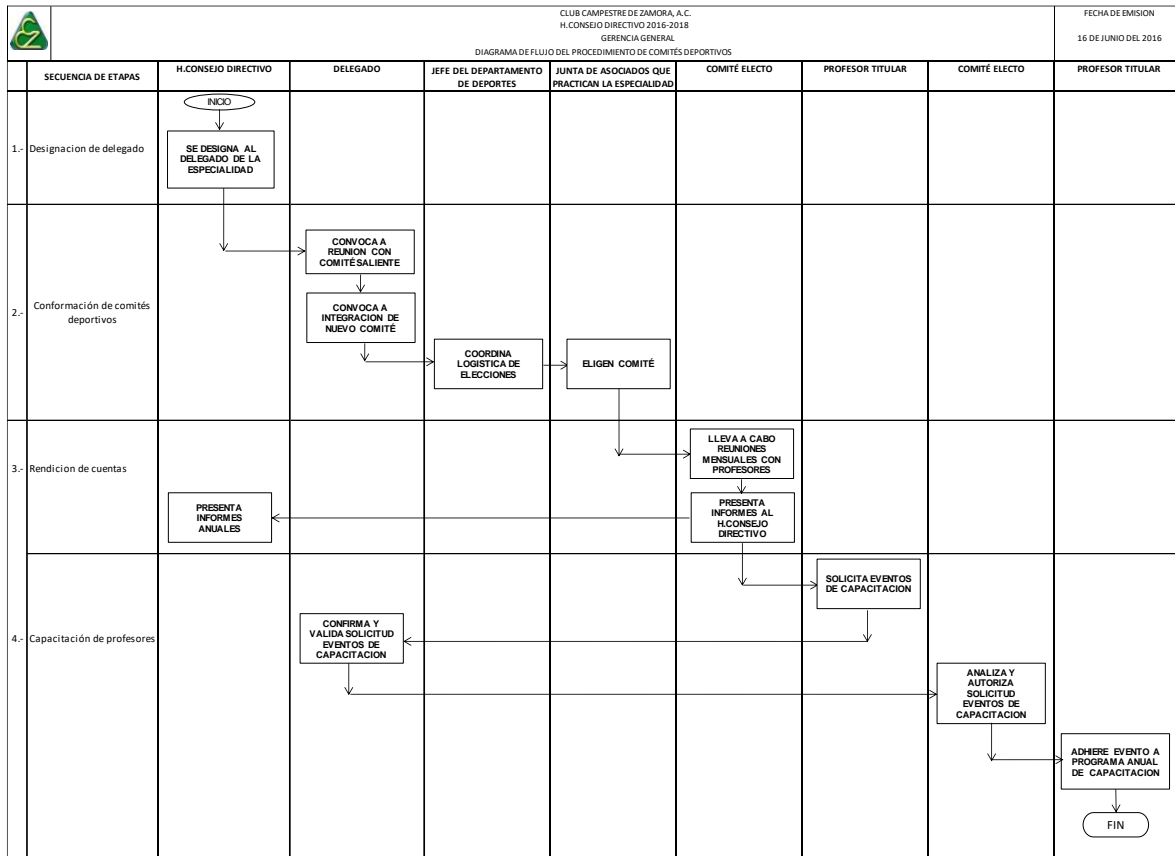 CLUB CAMPESTRE DE ZAMORA, A.C.
H.CONSEJO DIRECTIVO 2016-2018
GERENCIA GENERAL
DIAGRAMA DE FLUJO DEL PROCEDIMIENTO DE COMITÉS DEPORTIVOS
FECHA DE EMISION
16 DE JUNIO DEL 2016
CZ
SECUENCIA DE ETAPAS
H.CONSEJO DIRECTIVO
DELEGADO
JEFE DEL DEPARTAMENTO
DE DEPORTES
JUNTA DE ASOCIADOS QUE
PRACTICAN LA ESPECIALIDAD
COMITÉ ELECTO
PROFESOR TITULAR
COMITÉ ELECTO
PROFESOR TITULAR
INICIO
1.- Designacion de delegado
SE DESIGNA AL
DELEGADO DE LA
ESPECIALIDAD
CONVOCA A
REUNION CON
COMITÉ SALIENTE
2.- Conformación de comités
deportivos
CONVOCA A
INTEGRACION DE
NUEVO COMITÉ
COORDINA
LOGISTICA DE
ELECCIONES
ELIGEN COMITÉ
3.- Rendicion de cuentas
LLEVA A CABO
REUNIONES
MENSUALES CON
PROFESORES
PRESENTA
INFORMES AL
H.CONSEJO
DIRECTIVO
PRESENTA
INFORMES
ANUALES
SOLICITA EVENTOS
DE CAPACITACION
4.- Capacitación de profesores
CONFIRMA Y
VALIDA SOLICITUD
EVENTOS DE
CAPACITACION
ANALIZA Y
AUTORIZA
SOLICITUD
EVENTOS DE
CAPACITACION
ADHIERE EVENTO A
PROGRAMA ANUAL
DE CAPACITACION
FIN